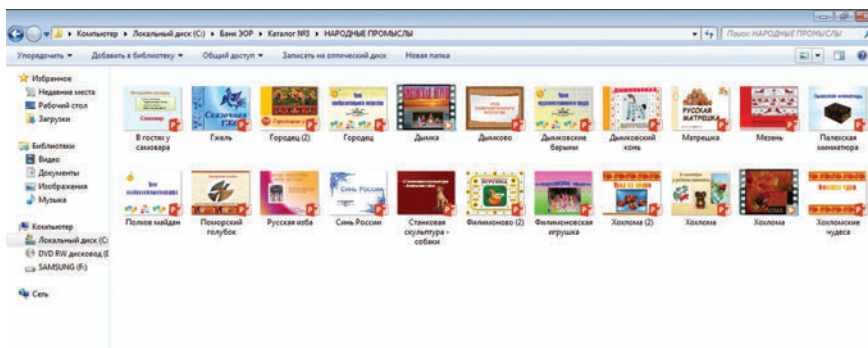 Компьютер ▸ Локальный диск (C:) ▸ Банк ЭОР ▸ Каталог №3 ▸ НАРОДНЫЕ ПРОМЫСЛЫ
Поиск: НАРОДНЫЕ ПРОМЫСЛЫ
Упорядочить Добавить в библиотеку Общий доступ Записать на оптический диск Новая папка
Избранное
Недавние места
Рабочий стол
Загрузки
Библиотеки
Видео
Документы
Изображения
Музыка
Компьютер
Локальный диск (C:
DVD RW дисковод (
SAMSUNG (F:)
Сеть
В гостях у самовара
Гжель
Городец (2)
Городец
Дымка
Дымково
Дымковские барыни
Дымковский конь
Матрешка
Мезень
Палехская миниатюра
Полхов майдан
Поморский голубок
Русская изба
Синь России
Станковая скульптура - собаки
Филимоново (2)
Филимоновская игрушка
Хохлома (2)
Хохлома
Хохлома
Хохломские чудеса
РУССКАЯ МАТРЕШКА
Синь России